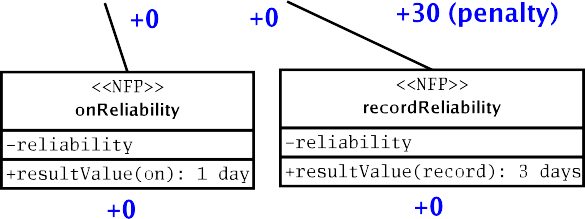 +0
+0
+30 (penalty)
<<NFP>>
onReliability
-reliability
+resultValue(on): 1 day
+0
<<NFP>>
recordReliability
-reliability
+resultValue(record): 3 days
+0